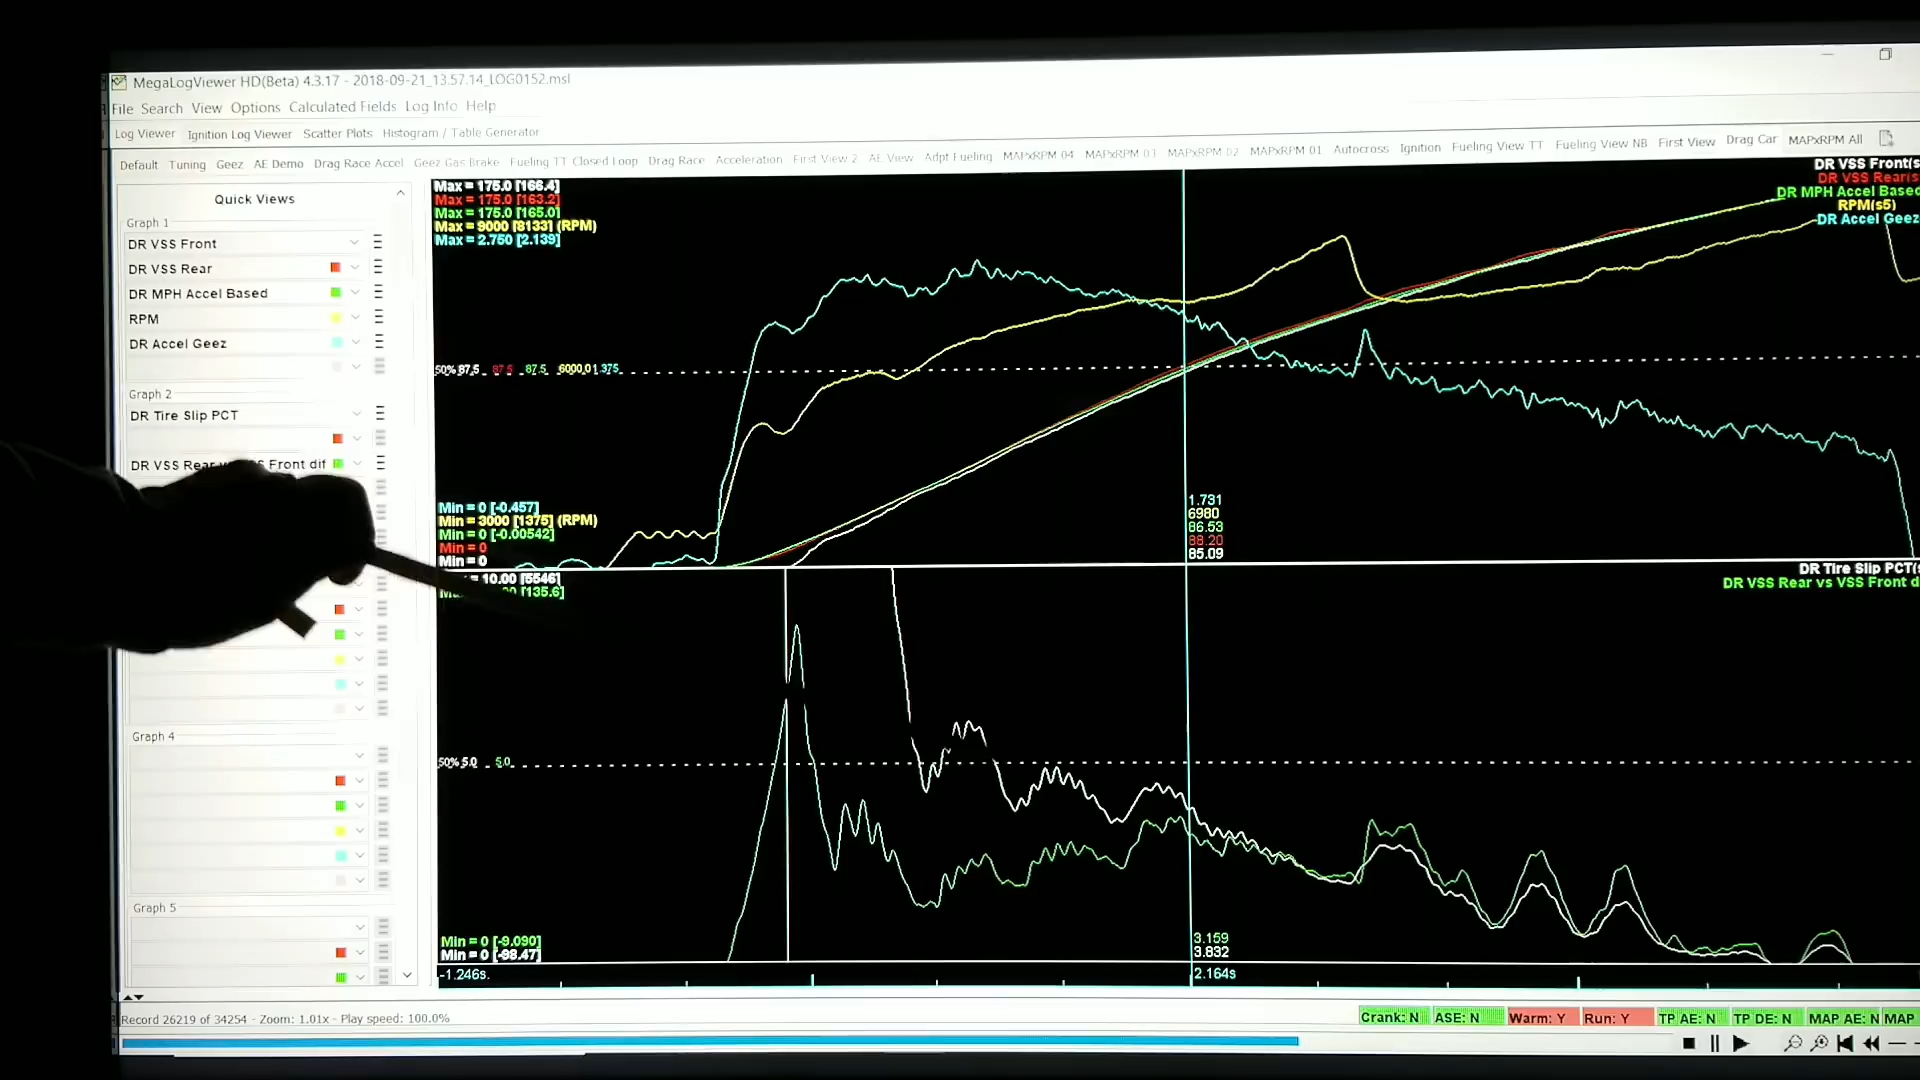 MegaLogViewer HD(Beta) 4.3.17 - 2018-09-21_13.57.14_LOG0152.msl
File Search View Options Calculated Fields Log Info Help
Log Viewer Ignition Log Viewer Scatter Plots Histogram / Table Generator
Default Tuning Geez AE Demo Drag Race Accel Geez Gas Brake Fueling TT Closed Loop Drag Race Acceleration First View 2 AE View Adpt Fueling MAPxRPM 04 MAPxRPM 03 MAPxRPM 02 MAPxRPM 01 Autocross Ignition Fueling View TT Fueling View NB First View Drag Car MAPxRPM All
Quick Views
Graph 1
DR VSS Front
DR VSS Rear
DR MPH Accel Based
RPM
DR Accel Geez
Graph 2
DR Tire Slip PCT
DR VSS Rear Front dif
Graph 4
Graph 5
Max = 175.0 [166.4]
Max = 175.0 [163.2]
Max = 175.0 [165.0]
Max = 9000 [8133] (RPM)
Max = 2.750 [2.139]
DR VSS Front(s
DR VSS Rear(s
DR MPH Accel Based
RPM(s5)
DR Accel Geez
50% 87.5 87.5 87.5 6000.0 1.375
Min = 0 [-0.457]
Min = 3000 [1375] (RPM)
Min = 0 [-0.00542]
Min = 0
Min = 0
1.731
6980
86.53
88.20
85.09
= 10.00 [5546]
[135.6]
DR Tire Slip PCT(s
DR VSS Rear vs VSS Front d
50% 5.0 5.0
Min = 0 [-9.090]
Min = 0 [-98.47]
3.159
3.832
-1.246s.
2.164s
Record 26219 of 34254 - Zoom: 1.01x - Play speed: 100.0%
Crank: N ASE: N Warm: Y Run: Y TP AE: N TP DE: N MAP AE: N MAP